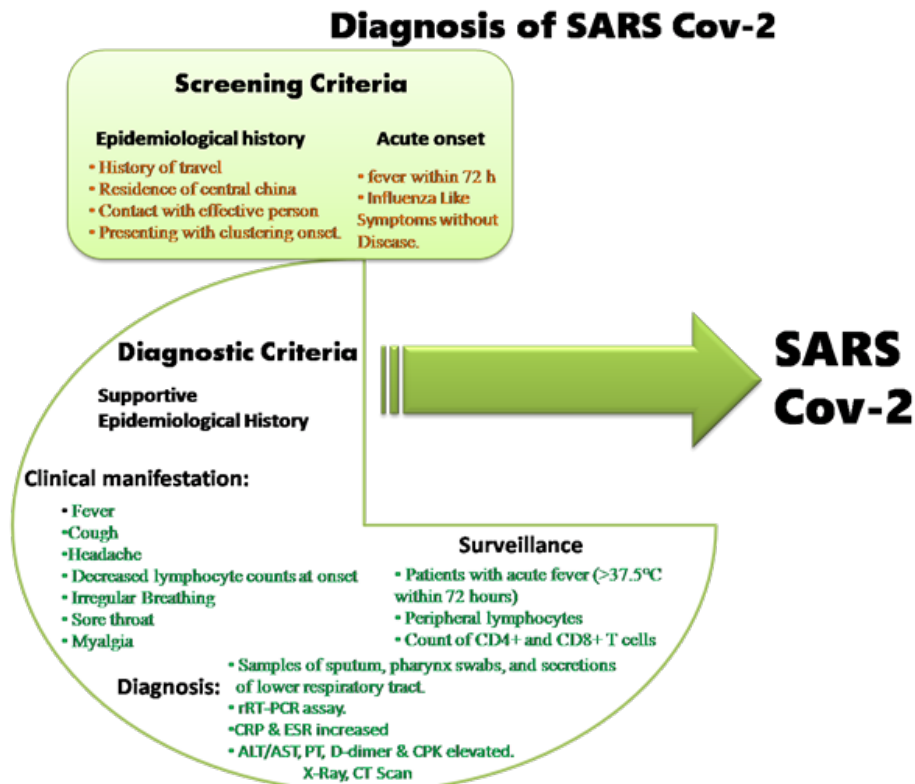 Diagnosis of SARS Cov-2
Screening Criteria
Epidemiological history
• History of travel
• Residence of central china
• Contact with effective person
• Presenting with clustering onset.
Acute onset
• fever within 72 h
• Influenza Like
Symptoms without
Disease.
Diagnostic Criteria
Supportive
Epidemiological History
SARS
Cov-2
Clinical manifestation:
• Fever
•Cough
•Headache
• Decreased lymphocyte counts at onset
• Irregular Breathing
• Sore throat
• Myalgia
Surveillance
• Patients with acute fever (>37.5°C
within 72 hours)
• Peripheral lymphocytes
• Count of CD4+ and CD8+ T cells
Diagnosis:
• Samples of sputum, pharynx swabs, and secretions
of lower respiratory tract.
• rRT-PCR assay.
•CRP & ESR increased
• ALT/AST, PT, D-dimer & CPK elevated.
X-Ray, CT Scan